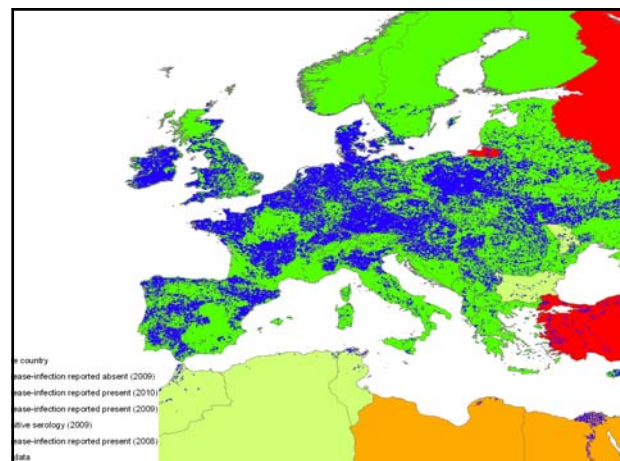 e country
ease-infection reported absent (2009)
ease-infection reported present (2010)
ease-infection reported present (2009)
itive serology (2009)
ease-infection reported present (2008)
data